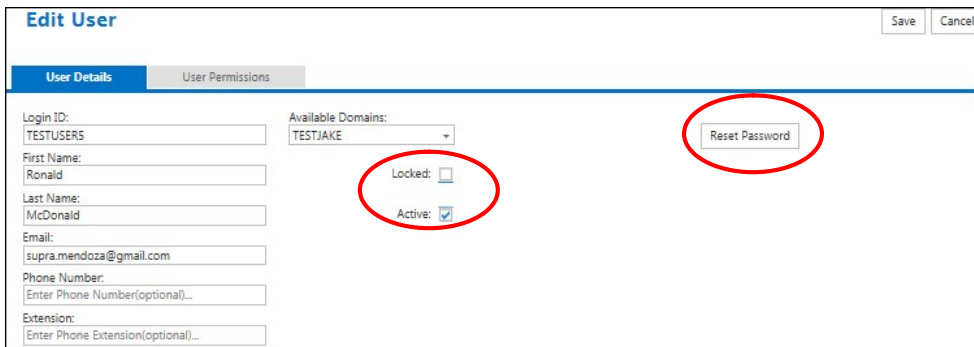 Edit User
Save Cancel
User Details User Permissions
Login ID: Available Domains:
TESTUSER5 TESTJAKE Reset Password
First Name:
Ronald Locked:
Last Name:
McDonald Active:
Email:
supra.mendoza@gmail.com
Phone Number:
Enter Phone Number(optional)...
Extension:
Enter Phone Extension(optional)...